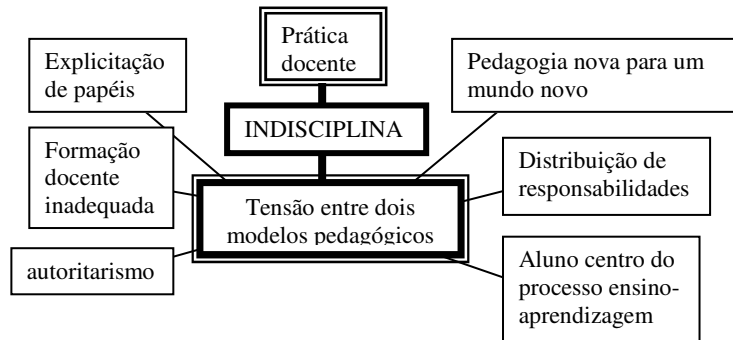 Prática
docente
Explicitação
de papéis
Pedagogia nova para um
mundo novo
INDISCIPLINA
Formação
docente
inadequada
Distribuição de
responsabilidades
Tensão entre dois
modelos pedagógicos
autoritarismo
Aluno centro do
processo ensino-
aprendizagem